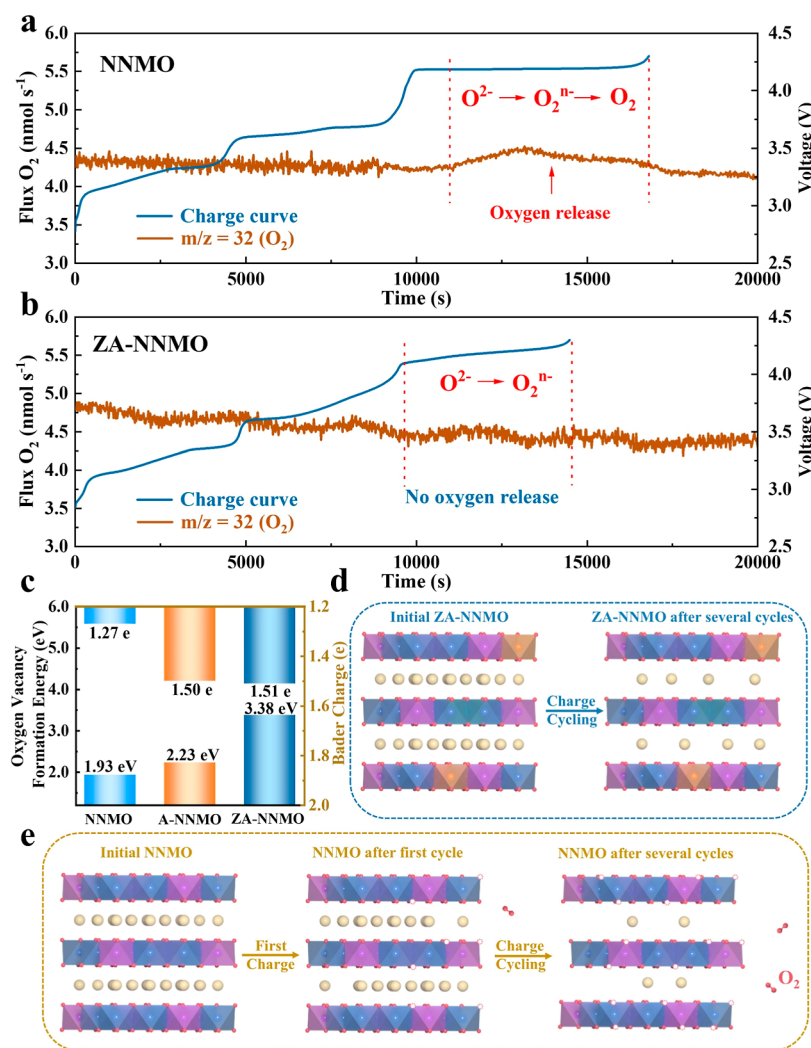 a
NNMO
O²⁻ → O₂ⁿ⁻ → O₂
Oxygen release
Charge curve
m/z = 32 (O₂)
Flux O₂ (nmol s⁻¹)
6.0
5.5
5.0
4.5
4.0
3.5
3.0
Voltage (V)
4.5
4.0
3.5
3.0
2.5
0 5000 10000 15000 20000
Time (s)
b
ZA-NNMO
O²⁻ → O₂ⁿ⁻
No oxygen release
Charge curve
m/z = 32 (O₂)
Flux O₂ (nmol s⁻¹)
6.0
5.5
5.0
4.5
4.0
3.5
3.0
Voltage (V)
4.5
4.0
3.5
3.0
2.5
0 5000 10000 15000 20000
Time (s)
c
Oxygen Vacancy
Formation Energy (eV)
6.0
5.0
4.0
3.0
2.0
1.27 e
1.50 e
1.51 e
3.38 eV
1.93 eV
2.23 eV
1.2
1.4
1.6
1.8
2.0
Bader Charge (e)
NNMO A-NNMO ZA-NNMO
d
Initial ZA-NNMO
ZA-NNMO after several cycles
Charge
Cycling
e
Initial NNMO
NNMO after first cycle
NNMO after several cycles
First
Charge
Charge
Cycling
O₂